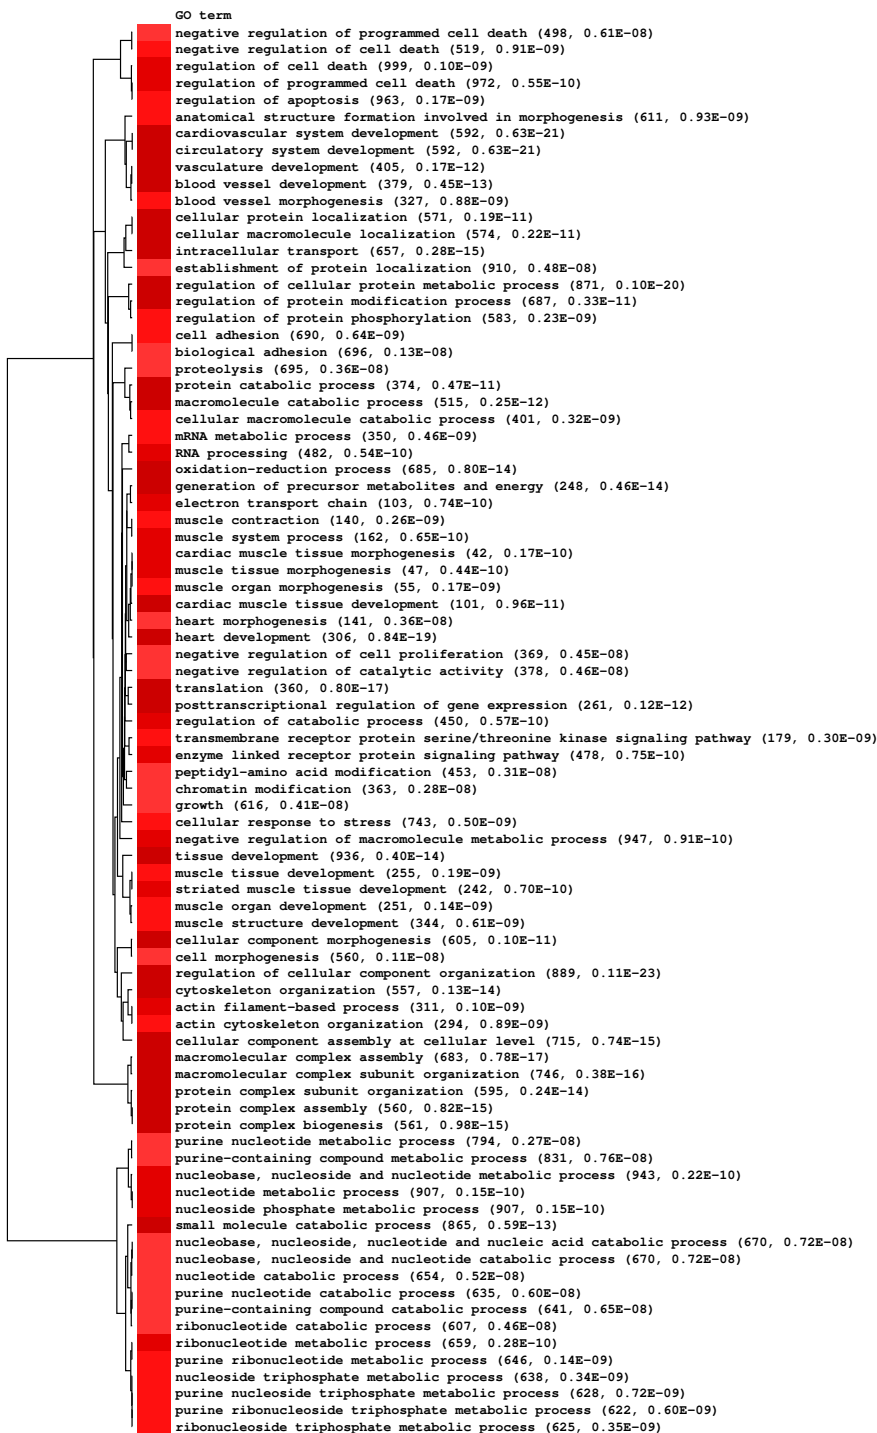 GO term
negative regulation of programmed cell death (498, 0.61E−08)
negative regulation of cell death (519, 0.91E−09)
regulation of cell death (999, 0.10E−09)
regulation of programmed cell death (972, 0.55E−10)
regulation of apoptosis (963, 0.17E−09)
anatomical structure formation involved in morphogenesis (611, 0.93E−09)
cardiovascular system development (592, 0.63E−21)
circulatory system development (592, 0.63E−21)
vasculature development (405, 0.17E−12)
blood vessel development (379, 0.45E−13)
blood vessel morphogenesis (327, 0.88E−09)
cellular protein localization (571, 0.19E−11)
cellular macromolecule localization (574, 0.22E−11)
intracellular transport (657, 0.28E−15)
establishment of protein localization (910, 0.48E−08)
regulation of cellular protein metabolic process (871, 0.10E−20)
regulation of protein modification process (687, 0.33E−11)
regulation of protein phosphorylation (583, 0.23E−09)
cell adhesion (690, 0.64E−09)
biological adhesion (696, 0.13E−08)
proteolysis (695, 0.36E−08)
protein catabolic process (374, 0.47E−11)
macromolecule catabolic process (515, 0.25E−12)
cellular macromolecule catabolic process (401, 0.32E−09)
mRNA metabolic process (350, 0.46E−09)
RNA processing (482, 0.54E−10)
oxidation−reduction process (685, 0.80E−14)
generation of precursor metabolites and energy (248, 0.46E−14)
electron transport chain (103, 0.74E−10)
muscle contraction (140, 0.26E−09)
muscle system process (162, 0.65E−10)
cardiac muscle tissue morphogenesis (42, 0.17E−10)
muscle tissue morphogenesis (47, 0.44E−10)
muscle organ morphogenesis (55, 0.17E−09)
cardiac muscle tissue development (101, 0.96E−11)
heart morphogenesis (141, 0.36E−08)
heart development (306, 0.84E−19)
negative regulation of cell proliferation (369, 0.45E−08)
negative regulation of catalytic activity (378, 0.46E−08)
translation (360, 0.80E−17)
posttranscriptional regulation of gene expression (261, 0.12E−12)
regulation of catabolic process (450, 0.57E−10)
transmembrane receptor protein serine/threonine kinase signaling pathway (179, 0.30E−09)
enzyme linked receptor protein signaling pathway (478, 0.75E−10)
peptidyl−amino acid modification (453, 0.31E−08)
chromatin modification (363, 0.28E−08)
growth (616, 0.41E−08)
cellular response to stress (743, 0.50E−09)
negative regulation of macromolecule metabolic process (947, 0.91E−10)
tissue development (936, 0.40E−14)
muscle tissue development (255, 0.19E−09)
striated muscle tissue development (242, 0.70E−10)
muscle organ development (251, 0.14E−09)
muscle structure development (344, 0.61E−09)
cellular component morphogenesis (605, 0.10E−11)
cell morphogenesis (560, 0.11E−08)
regulation of cellular component organization (889, 0.11E−23)
cytoskeleton organization (557, 0.13E−14)
actin filament−based process (311, 0.10E−09)
actin cytoskeleton organization (294, 0.89E−09)
cellular component assembly at cellular level (715, 0.74E−15)
macromolecular complex assembly (683, 0.78E−17)
macromolecular complex subunit organization (746, 0.38E−16)
protein complex subunit organization (595, 0.24E−14)
protein complex assembly (560, 0.82E−15)
protein complex biogenesis (561, 0.98E−15)
purine nucleotide metabolic process (794, 0.27E−08)
purine−containing compound metabolic process (831, 0.76E−08)
nucleobase, nucleoside and nucleotide metabolic process (943, 0.22E−10)
nucleotide metabolic process (907, 0.15E−10)
nucleoside phosphate metabolic process (907, 0.15E−10)
small molecule catabolic process (865, 0.59E−13)
nucleobase, nucleoside, nucleotide and nucleic acid catabolic process (670, 0.72E−08)
nucleobase, nucleoside and nucleotide catabolic process (670, 0.72E−08)
nucleotide catabolic process (654, 0.52E−08)
purine nucleotide catabolic process (635, 0.60E−08)
purine−containing compound catabolic process (641, 0.65E−08)
ribonucleotide catabolic process (607, 0.46E−08)
ribonucleotide metabolic process (659, 0.28E−10)
purine ribonucleotide metabolic process (646, 0.14E−09)
nucleoside triphosphate metabolic process (638, 0.34E−09)
purine nucleoside triphosphate metabolic process (628, 0.72E−09)
purine ribonucleoside triphosphate metabolic process (622, 0.60E−09)
ribonucleoside triphosphate metabolic process (625, 0.35E−09)